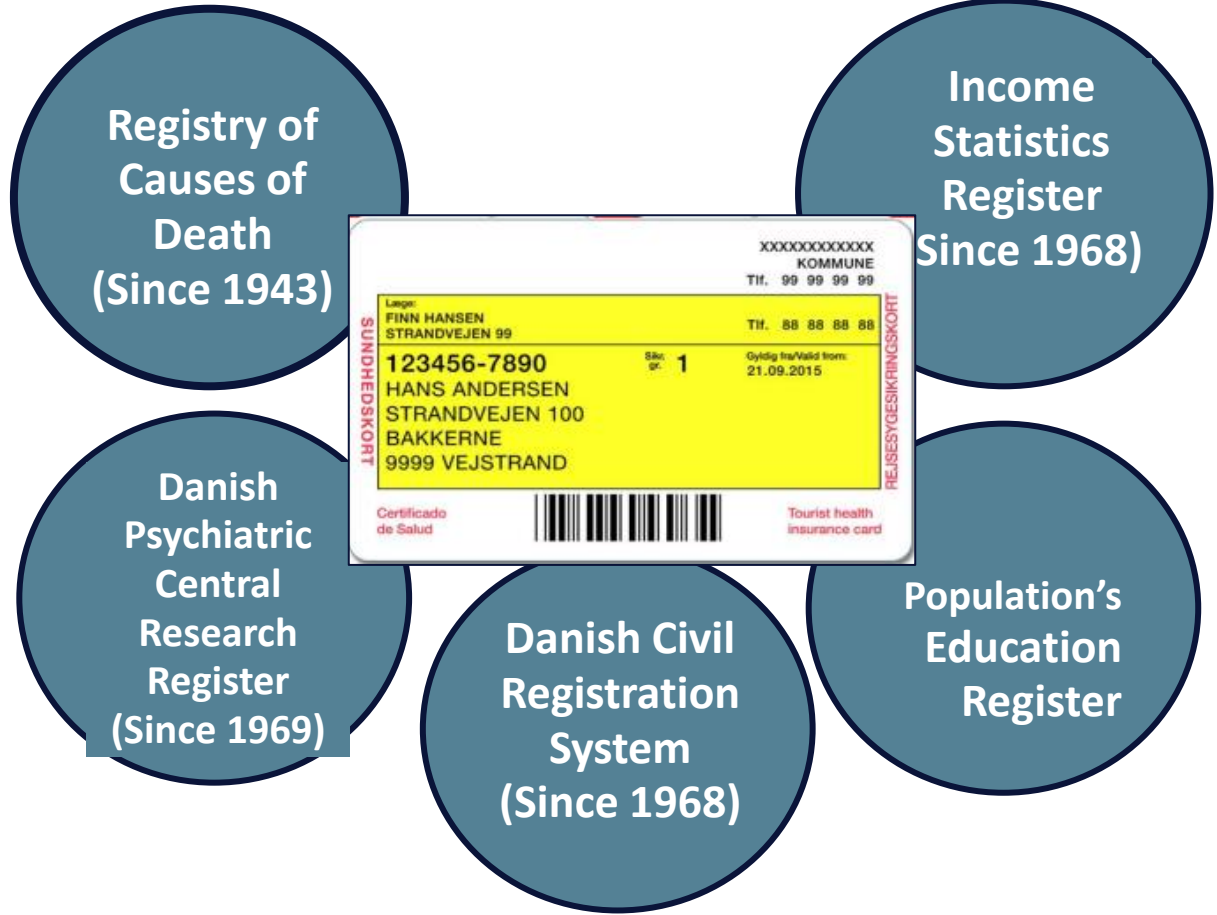 Registry of
Causes of
Death
(Since 1943)
Income
Statistics
Register
Since 1968)
XXXXXXXXXXXX
KOMMUNE
Tlf. 99 99 99 99
SUNDHEDSKORT
Læge:
FINN HANSEN
STRANDVEJEN 99
Tlf. 88 88 88 88
123456-7890
Sikr. gr. 1
Gyldig fra/Valid from:
21.09.2015
HANS ANDERSEN
STRANDVEJEN 100
BAKKERNE
9999 VEJSTRAND
REJSESYGESIKRINGSKORT
Certificado
de Salud
Tourist health
insurance card
Danish
Psychiatric
Central
Research
Register
(Since 1969)
Danish Civil
Registration
System
(Since 1968)
Population’s
Education
Register